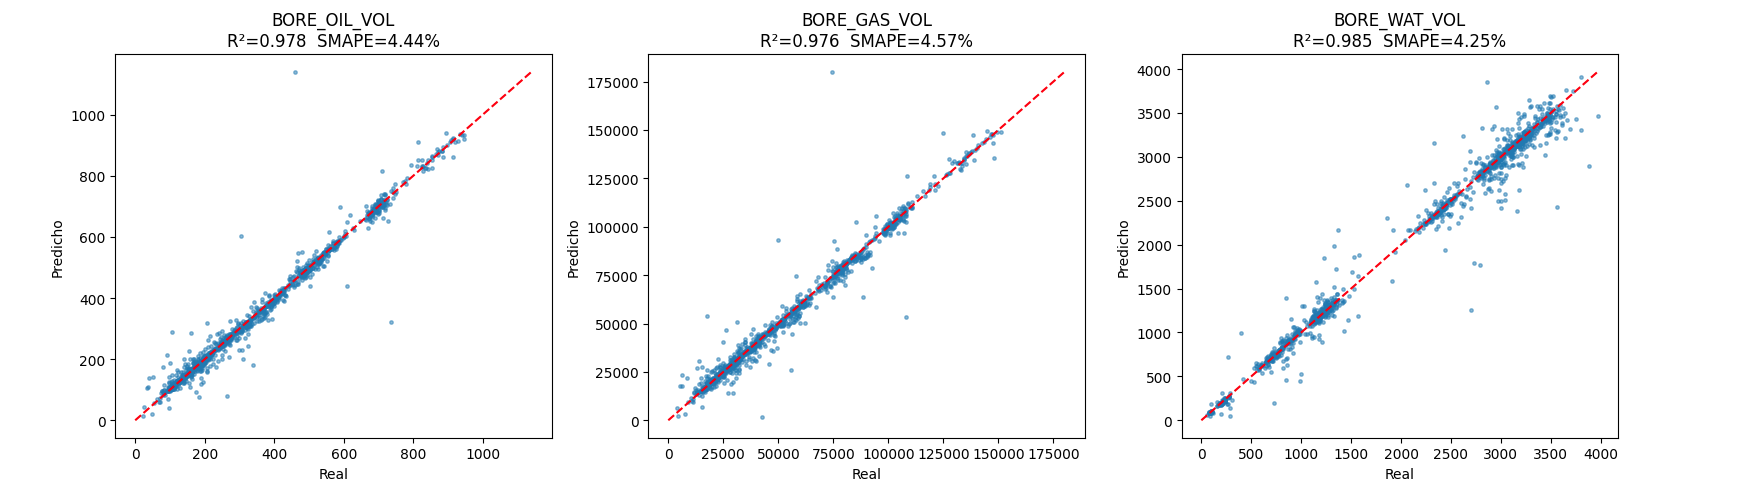 BORE_OIL_VOL
R²=0.978 SMAPE=4.44%
Predicho
1000
800
600
400
200
0
0 200 400 600 800 1000
Real
BORE_GAS_VOL
R²=0.976 SMAPE=4.57%
Predicho
175000
150000
125000
100000
75000
50000
25000
0
0 25000 50000 75000 100000 125000 150000 175000
Real
BORE_WAT_VOL
R²=0.985 SMAPE=4.25%
Predicho
4000
3500
3000
2500
2000
1500
1000
500
0
0 500 1000 1500 2000 2500 3000 3500 4000
Real